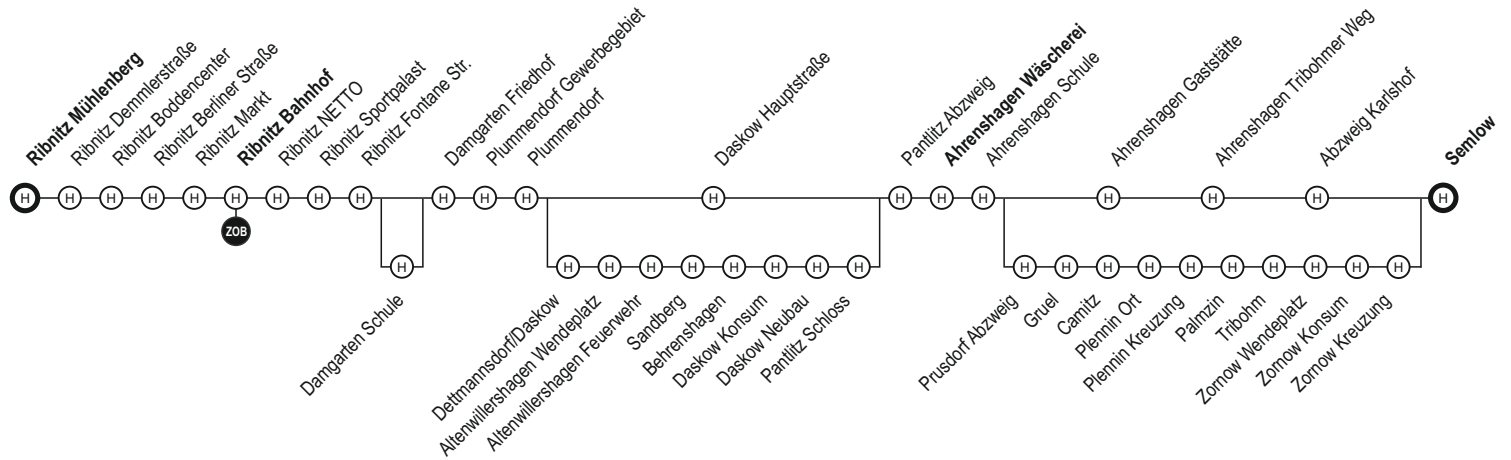 Ribnitz Mühlenberg
Ribnitz Demmlerstraße
Ribnitz Boddencenter
Ribnitz Berliner Straße
Ribnitz Markt
Ribnitz Bahnhof
Ribnitz NETTO
Ribnitz Sportpalast
Ribnitz Fontane Str.
Damgarten Friedhof
Plummendorf Gewerbegebiet
Plummendorf
Daskow Hauptstraße
Pantlitz Abzweig
Ahrenshagen Wäscherei
Ahrenshagen Schule
Ahrenshagen Gaststätte
Ahrenshagen Tribohmer Weg
Abzweig Karlshof
Semlow
H H H H H H H H H H H H H H H H H H H H
ZOB
H H H H H H H H H H H H H H H H H H H
Damgarten Schule
Dettmannsdorf/Daskow
Altenwillershagen Wendeplatz
Altenwillershagen Feuerwehr
Sandberg
Behrenshagen
Daskow Konsum
Daskow Neubau
Pantlitz Schloss
Prusdorf Abzweig
Gruel
Camitz
Plennin Ort
Plennin Kreuzung
Palmzin
Tribohm
Zornow Wendeplatz
Zornow Konsum
Zornow Kreuzung